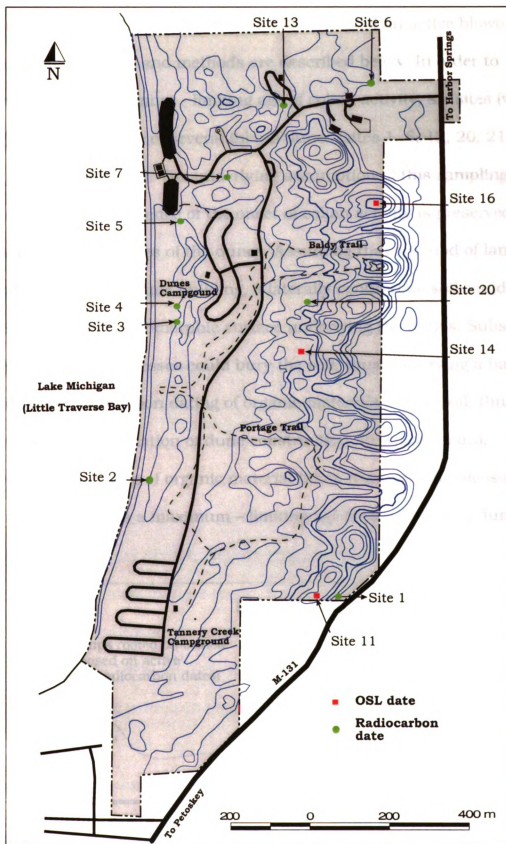 Site 13
Site 6
N
To Harbor Springs
Site 7
Site 16
Site 5
Baldy Trail
Site 20
Dunes
Campground
Site 4
Site 3
Site 14
Lake Michigan
(Little Traverse Bay)
Portage Trail
Site 2
Site 1
Site 11
Tannery Creek
Campground
M-131
OSL date
Radiocarbon
date
To Petoskey
200 0 200 400 m